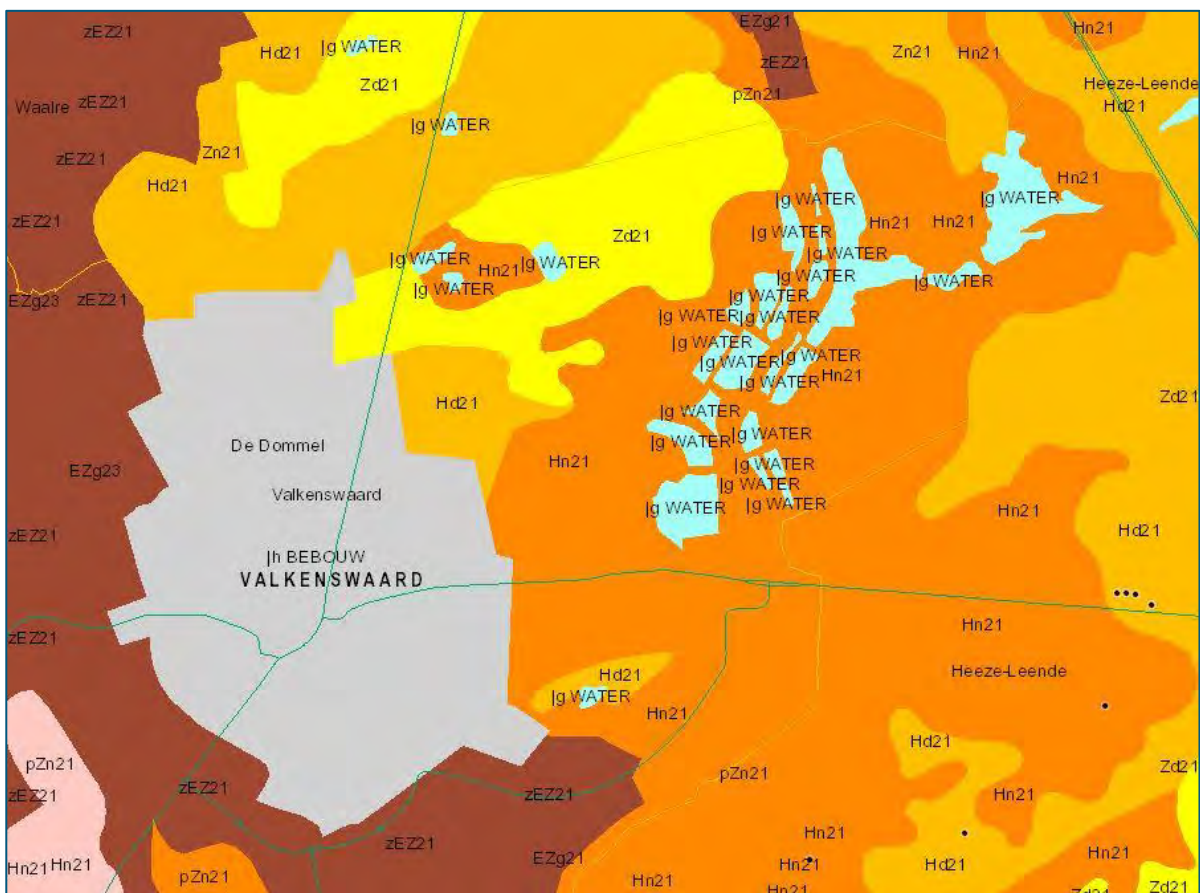 EZg21
zEZ21
Hd21
|g WATER
Zn21
Hn21
Hn21
zEZ21
Zd21
Heeze-Leende
Waalre
zEZ21
pZn21
Hd21
|g WATER
zEZ21
Zn21
Hn21
Hd21
|g WATER
|g WATER
zEZ21
Zd21
|g WATER
Hn21
Hn21
|g WATER
|g WATER
Hn21
|g WATER
|g WATER
|g WATER
|g WATER
EZg23
zEZ21
|g WATER
|g WATER
|g WATER
|g WATER
|g WATER
|g WATER
|g WATER
Hn21
Zd21
Hd21
|g WATER
De Dommel
|g WATER
|g WATER
EZg23
Hn21
|g WATER
|g WATER
Valkenswaard
|g WATER
|g WATER
Hn21
zEZ21
Hd21
|h BEBOUW
VALKENSWAARD
zEZ21
Hn21
Hd21
Heeze-Leende
|g WATER
Hn21
Hd21
pZn21
pZn21
Zd21
zEZ21
zEZ21
zEZ21
Hn21
zEZ21
Hn21
EZg21
Hn21
Hn21
Hn21
Hn21
Hd21
pZn21
Hn21
Hn21
Zd21
Zd21